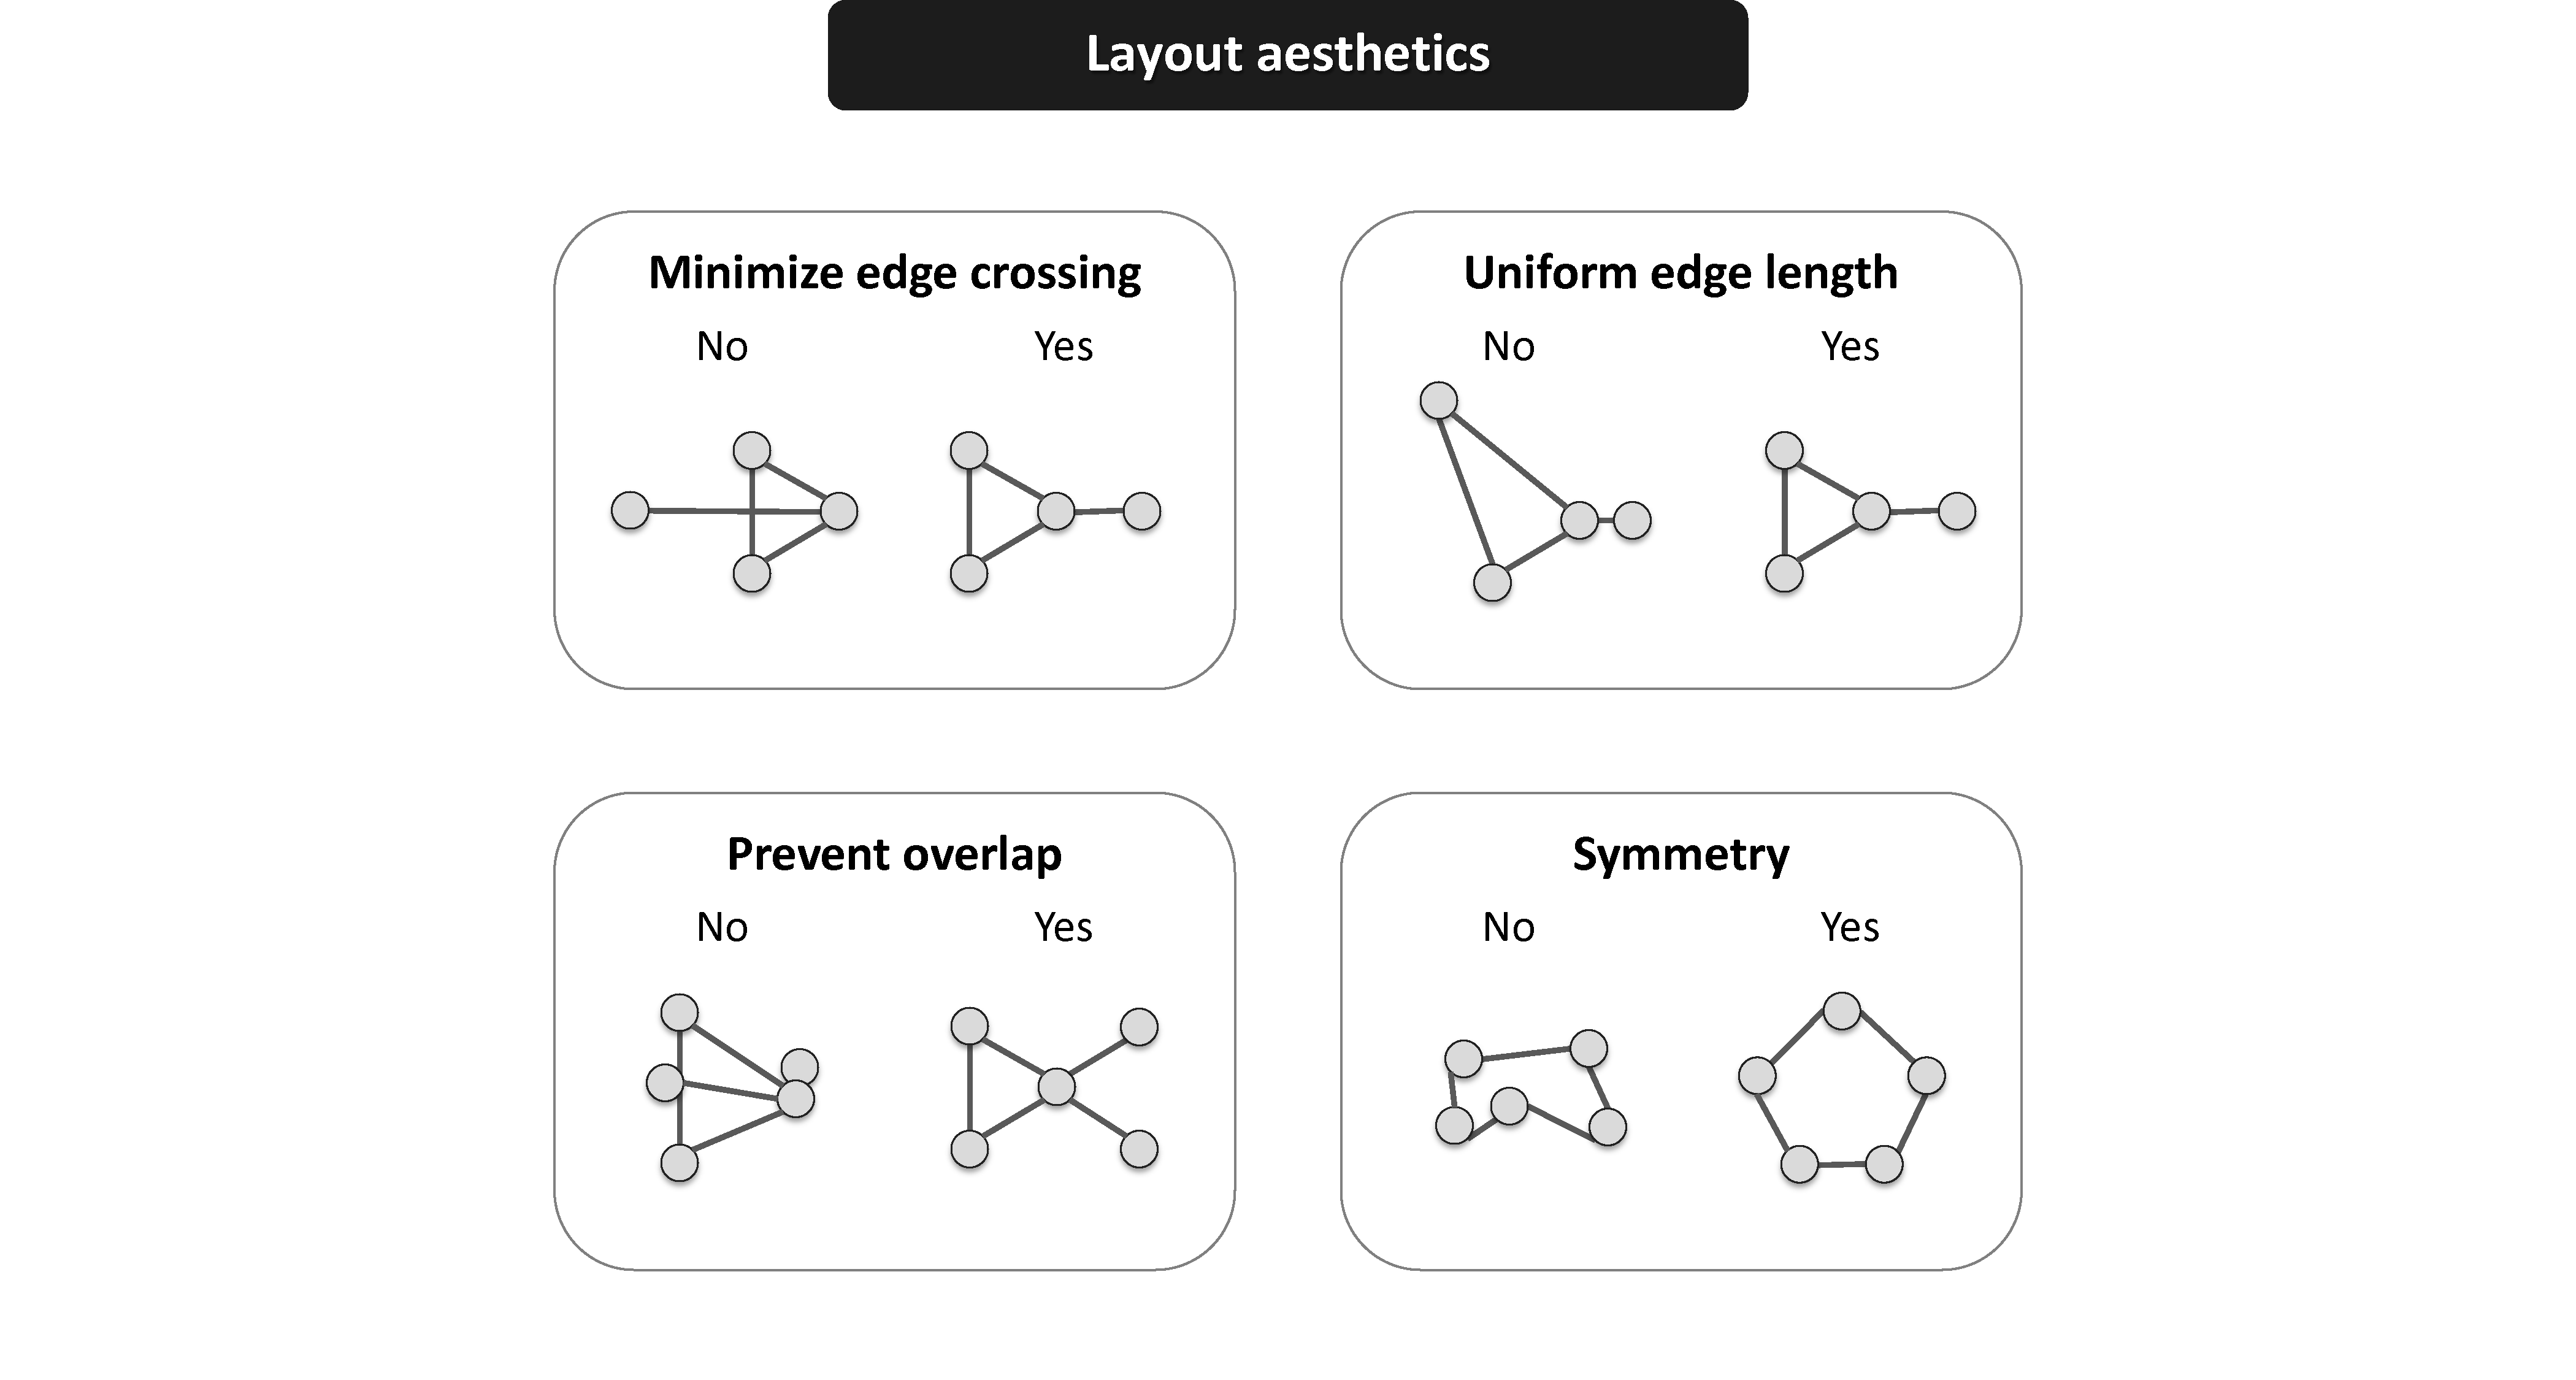 Layout aesthetics
Minimize edge crossing
No Yes
Uniform edge length
No Yes
Prevent overlap
No Yes
Symmetry
No Yes